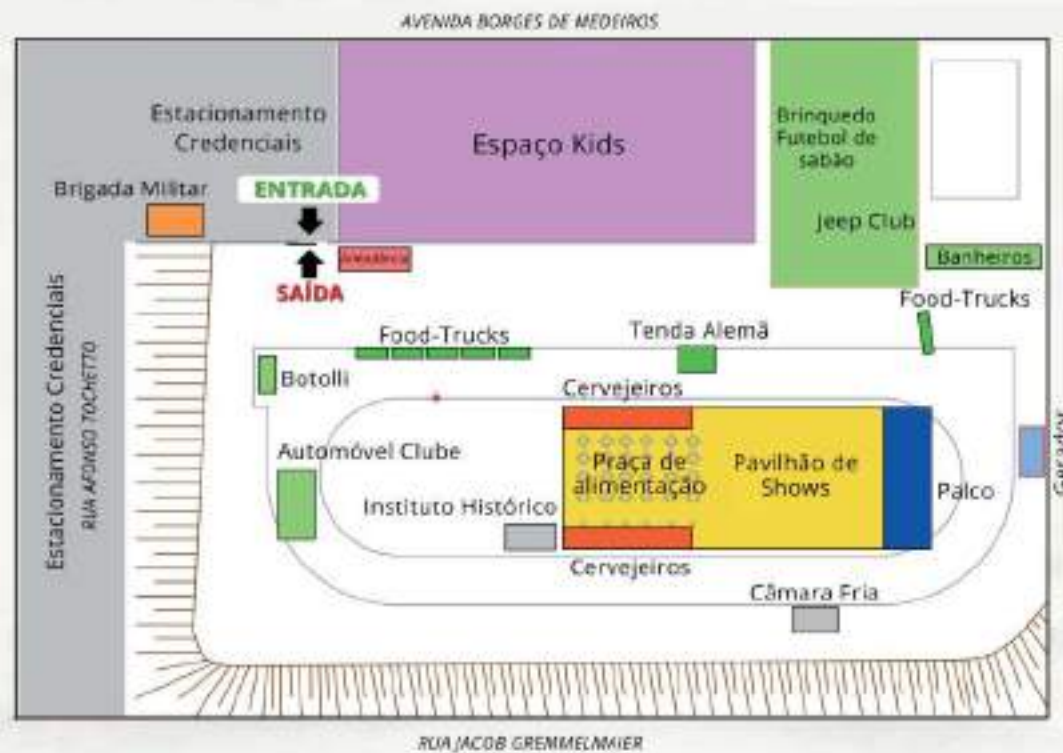 AVENIDA BORGES DE MEDEIROS
Estacionamento
Credenciais
Espaço Kids
Brinquedo
Futebol de
sabão
Brigada Militar
ENTRADA
Jeep Club
SAÍDA
Banheiros
Food-Trucks
Food-Trucks
Tenda Alemã
Botolli
Cervejeiros
Automóvel Clube
Praça de
alimentação
Pavilhão de
Shows
Palco
Gerador
Instituto Histórico
Cervejeiros
Câmara Fria
Estacionamento Credenciais
RUA AFONSO TOCHETTO
RUA JACOB GREMMELMAIER